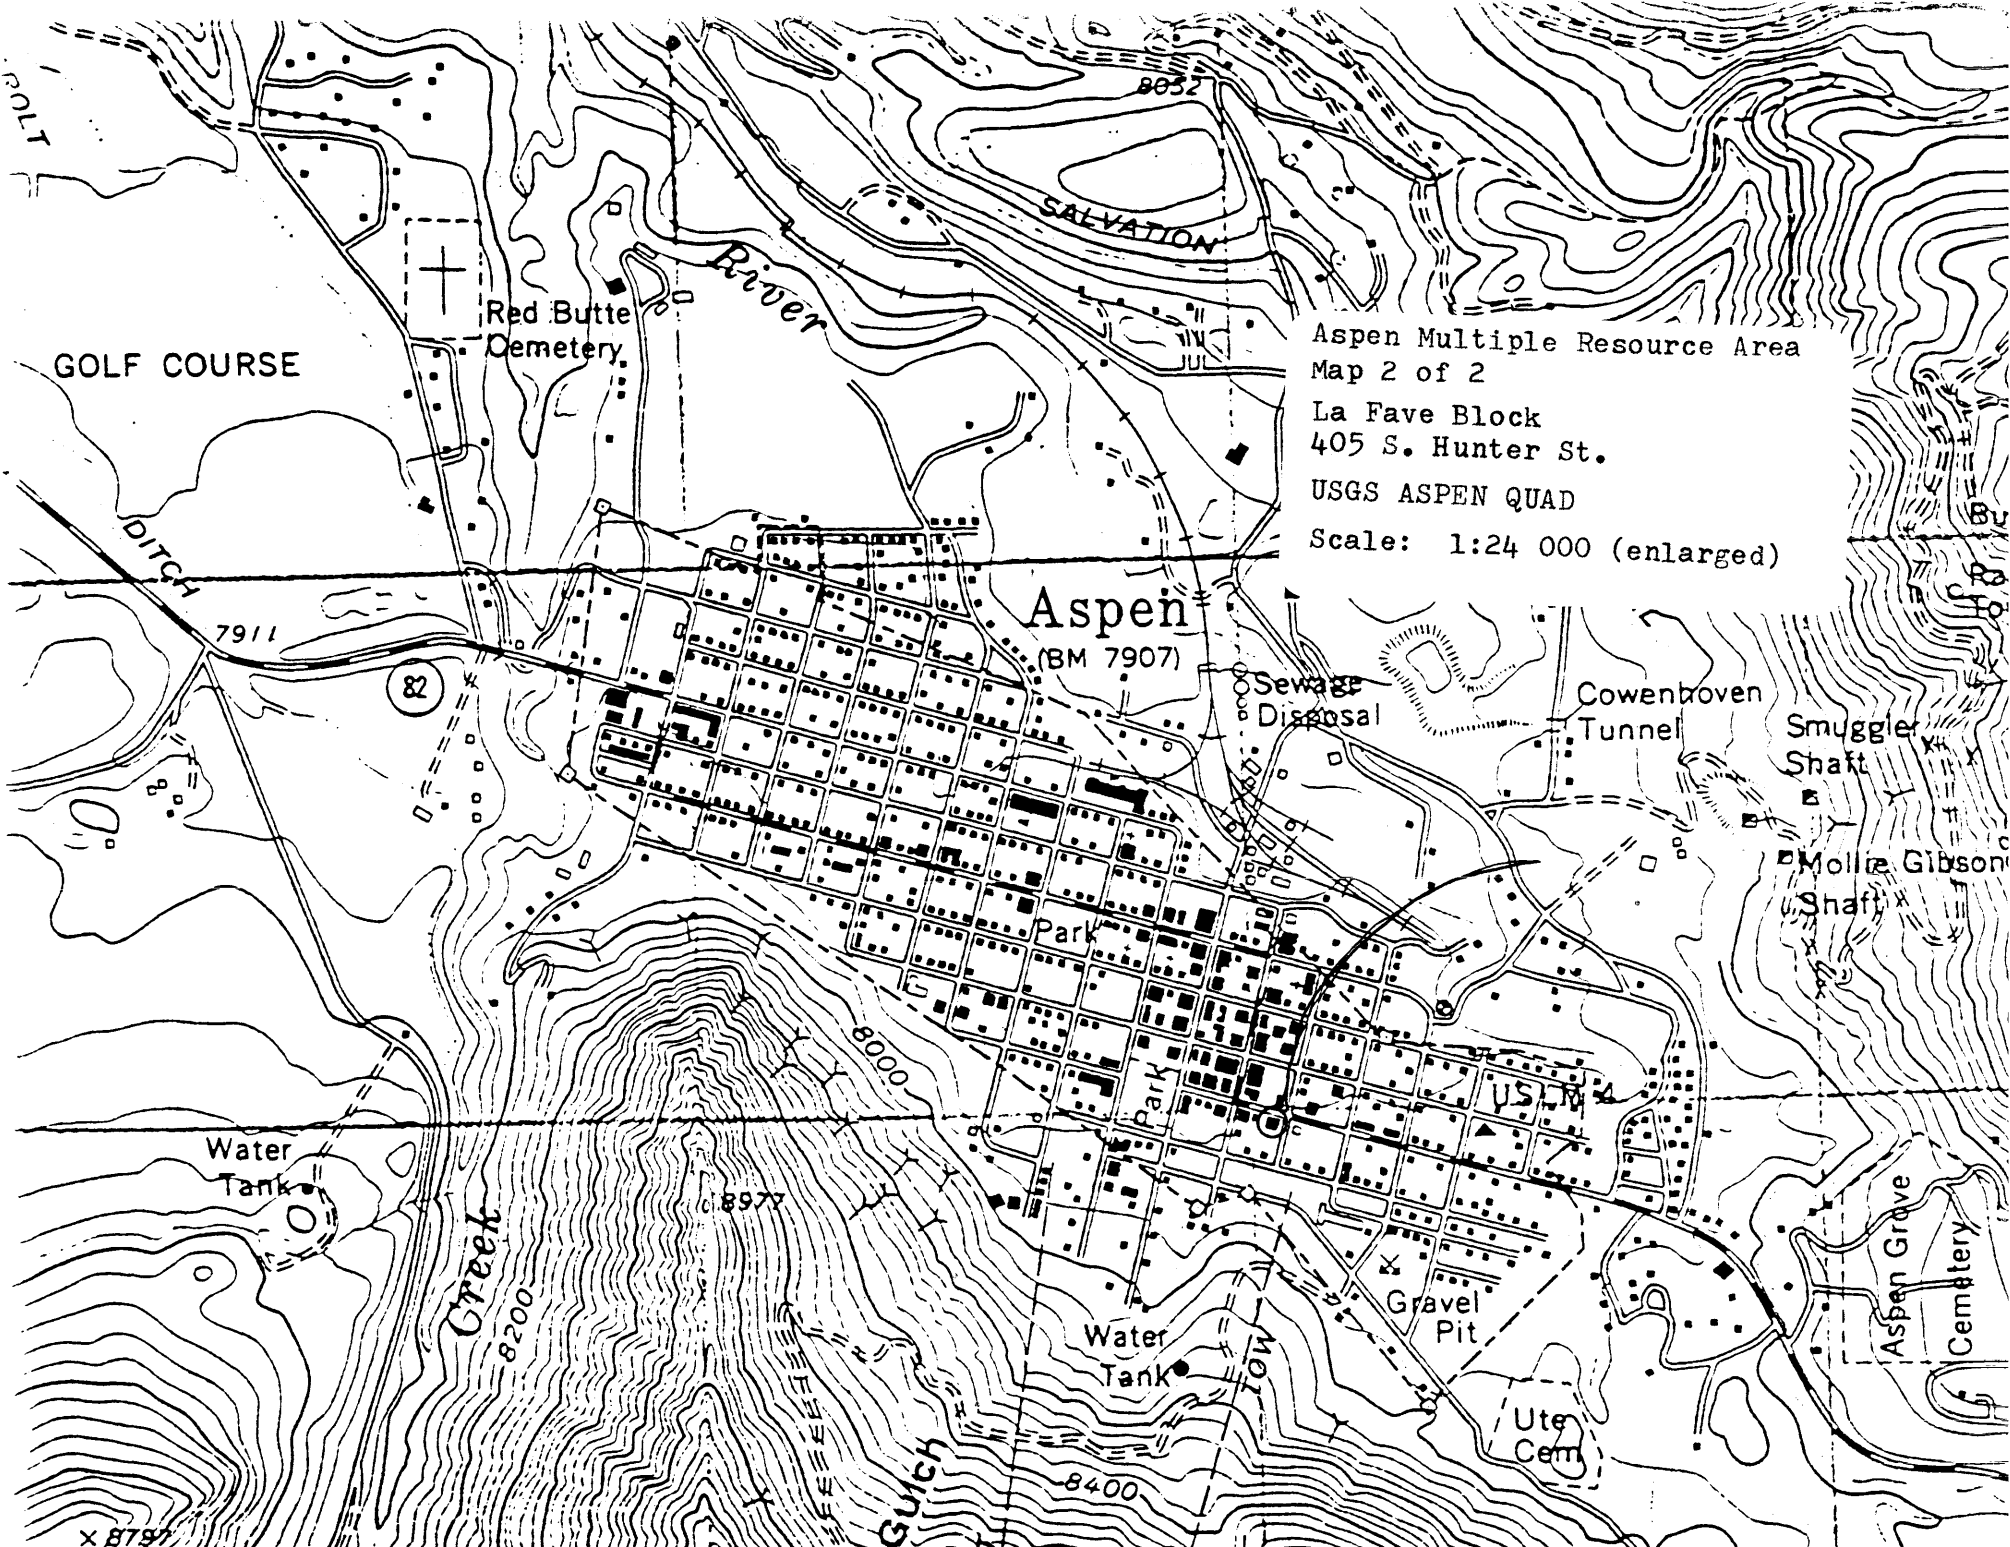 8032
SALVATION
River
Red Butte
Cemetery
GOLF COURSE
Aspen Multiple Resource Area
Map 2 of 2
La Fave Block
405 S. Hunter St.
USGS ASPEN QUAD
Scale: 1:24 000 (enlarged)
DITCH
7911
82
Aspen
(BM 7907)
Sewage
Disposal
Cowenhoven
Tunnel
Smuggler
Shaft
Mollie Gibson
Shaft
Park
Park
8000
USLM 4
Water
Tank
8977
Creek
8200
Gravel
Pit
Water
Tank
Aspen Grove
Cemetery
Ute
Cem
Gulch
8400
× 8787